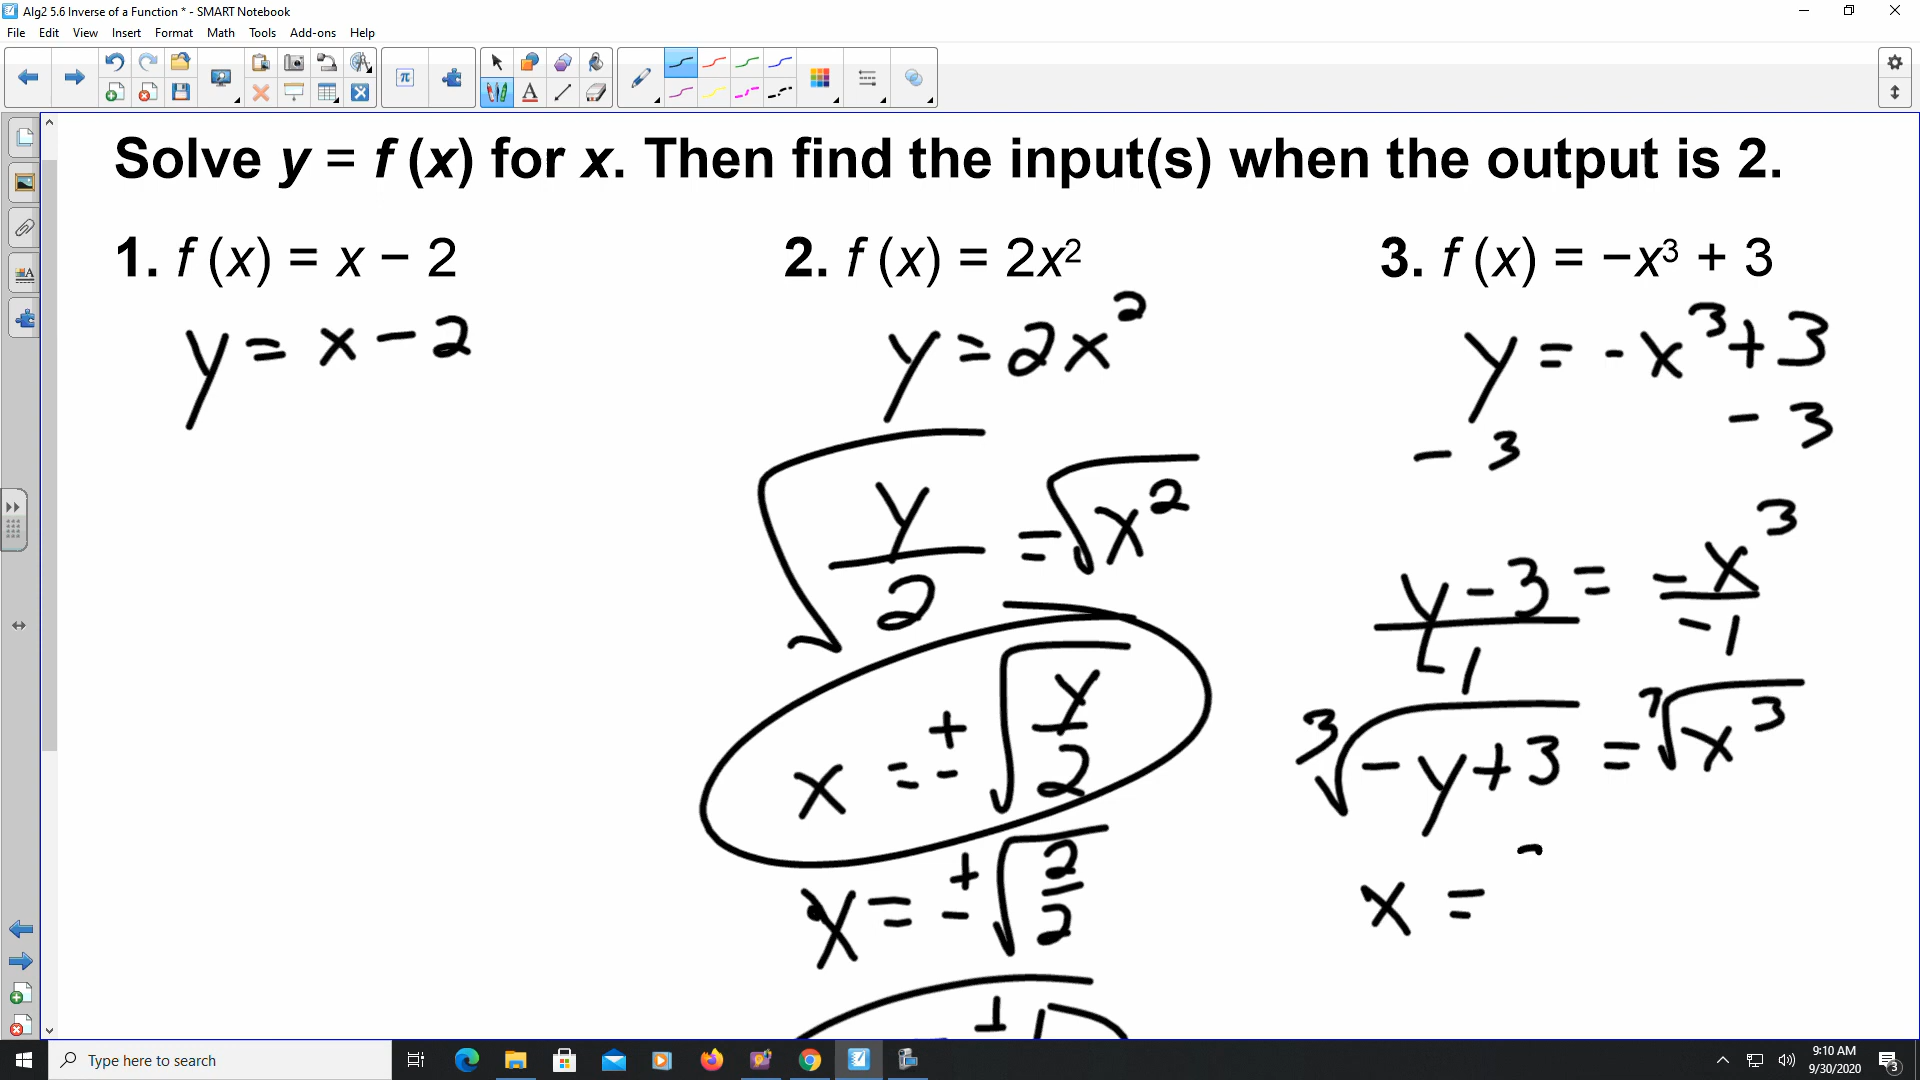 Alg2 5.6 Inverse of a Function * - SMART Notebook
File Edit View Insert Format Math Tools Add-ons Help
Solve y = f (x) for x. Then find the input(s) when the output is 2.
1. f (x) = x − 2
y = x - 2
2. f (x) = 2x²
y = 2x²
√(y/2) = √(x²)
x = ±√(y/2)
x = ±√(2/2)
±1
3. f (x) = −x³ + 3
y = -x³ + 3
- 3 - 3
(y - 3)/-1 = -x³/-1
∛(-y + 3) = ∛(x³)
x =
Type here to search
9:10 AM
9/30/2020
3